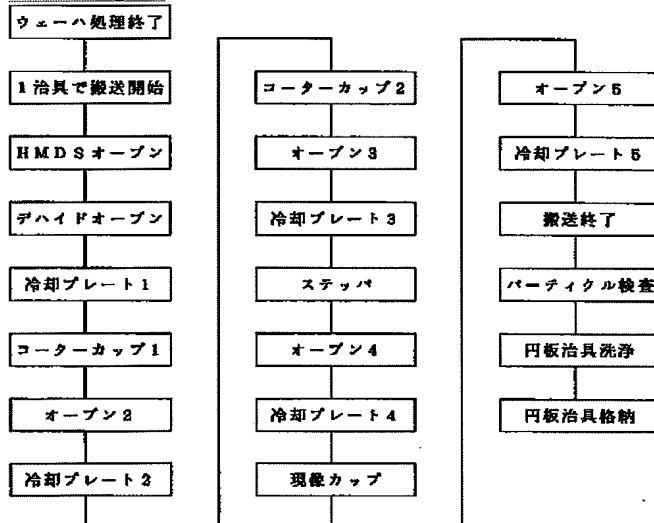 ウェーハ処理終了
1治具で搬送開始
HMDSオーブン
デハイドオーブン
冷却プレート1
コーターカップ1
オーブン2
冷却プレート2
コーターカップ2
オーブン3
冷却プレート3
ステッパ
オーブン4
冷却プレート4
現像カップ
オーブン5
冷却プレート5
搬送終了
パーティクル検査
円板治具洗浄
円板治具格納